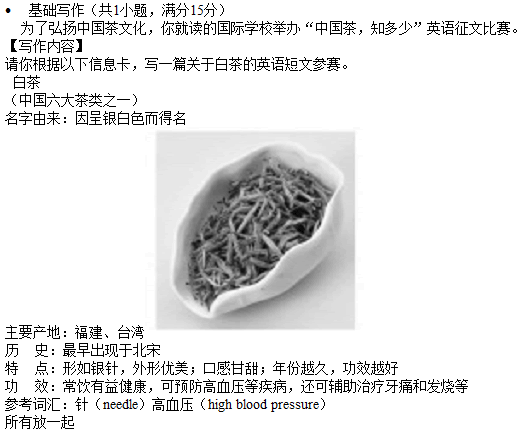 • 基础写作（共1小题，满分15分）
为了弘扬中国茶文化，你就读的国际学校举办“中国茶，知多少”英语征文比赛。
【写作内容】
请你根据以下信息卡，写一篇关于白茶的英语短文参赛。
白茶
（中国六大茶类之一）
名字由来：因呈银白色而得名
主要产地：福建、台湾
历 史：最早出现于北宋
特 点：形如银针，外形优美；口感甘甜；年份越久，功效越好
功 效：常饮有益健康，可预防高血压等疾病，还可辅助治疗牙痛和发烧等
参考词汇：针（needle）高血压（high blood pressure）
所有放一起